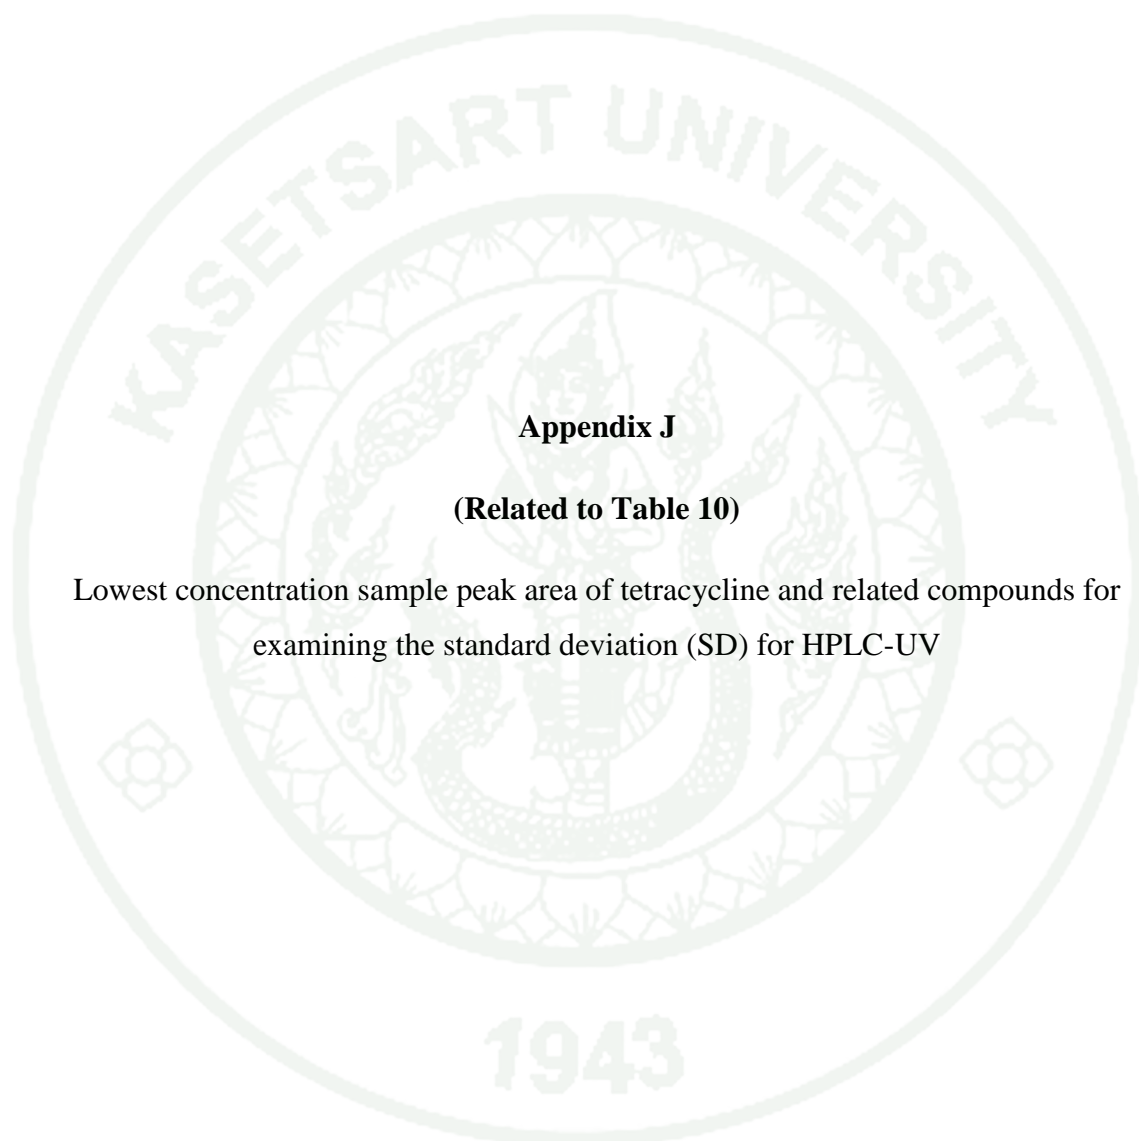 KASETSART UNIVERSITY
Appendix J
(Related to Table 10)
Lowest concentration sample peak area of tetracycline and related compounds for
examining the standard deviation (SD) for HPLC-UV
1943